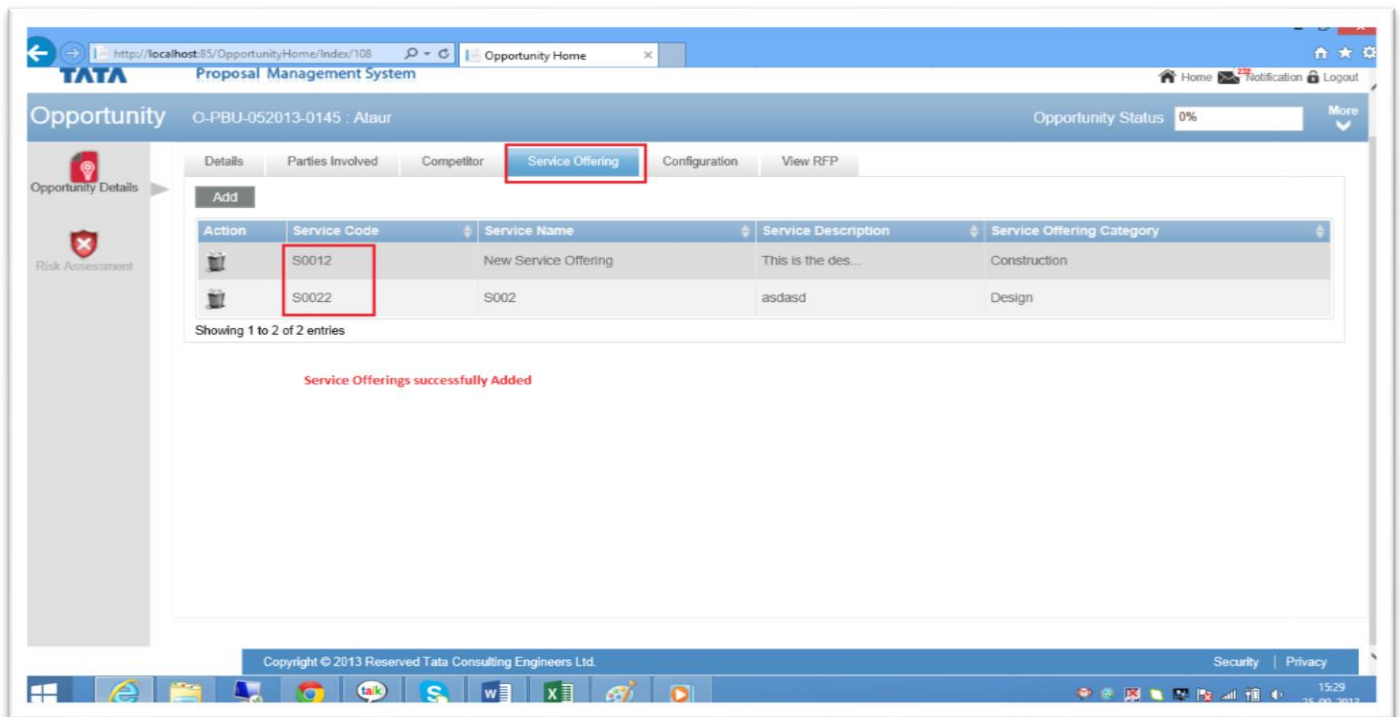 http://localhost:85/OpportunityHome/Index/108 Opportunity Home
TATA Proposal Management System Home Notification Logout
Opportunity O-PBU-052013-0145 : Ataur Opportunity Status 0% More
Details Parties Involved Competitor Service Offering Configuration View RFP
Opportunity Details
Add
Action Service Code Service Name Service Description Service Offering Category
S0012 New Service Offering This is the des... Construction
Risk Assessment
S0022 S002 asdasd Design
Showing 1 to 2 of 2 entries
Service Offerings successfully Added
Copyright © 2013 Reserved Tata Consulting Engineers Ltd. Security | Privacy
talk
15:29